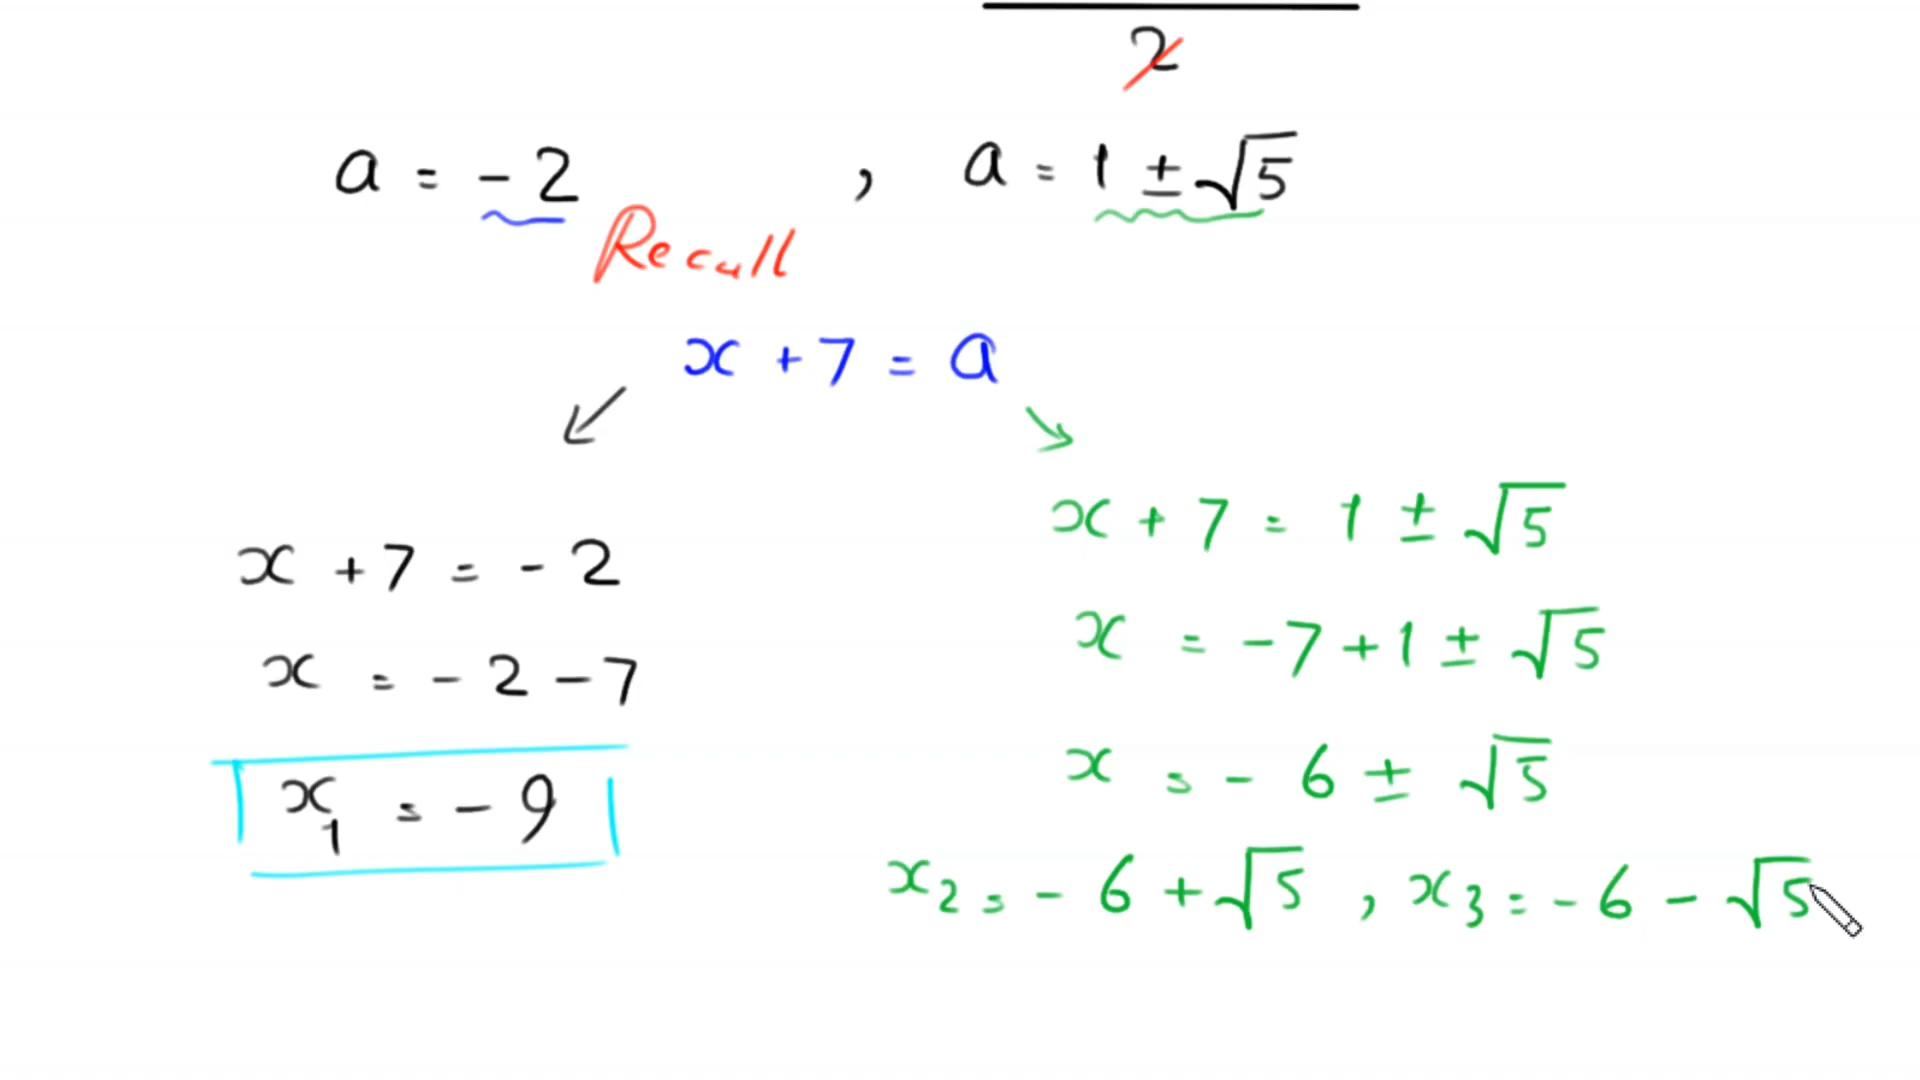 2
a = -2 , a = 1 ± √5
Recall
x + 7 = a
x + 7 = 1 ± √5
x + 7 = -2
x = -7 + 1 ± √5
x = -2 - 7
x = -6 ± √5
x₁ = -9
x₂ = -6 + √5 , x₃ = -6 - √5